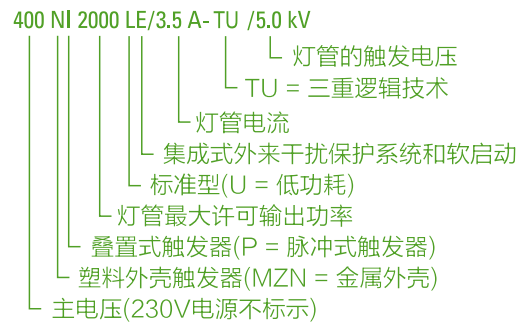 400 NI 2000 LE/3.5 A-TU /5.0 kV
灯管的触发电压
TU = 三重逻辑技术
灯管电流
集成式外来干扰保护系统和软启动
标准型(U = 低功耗)
灯管最大许可输出功率
叠置式触发器(P = 脉冲式触发器)
塑料外壳触发器(MZN = 金属外壳)
主电压(230V电源不标示)